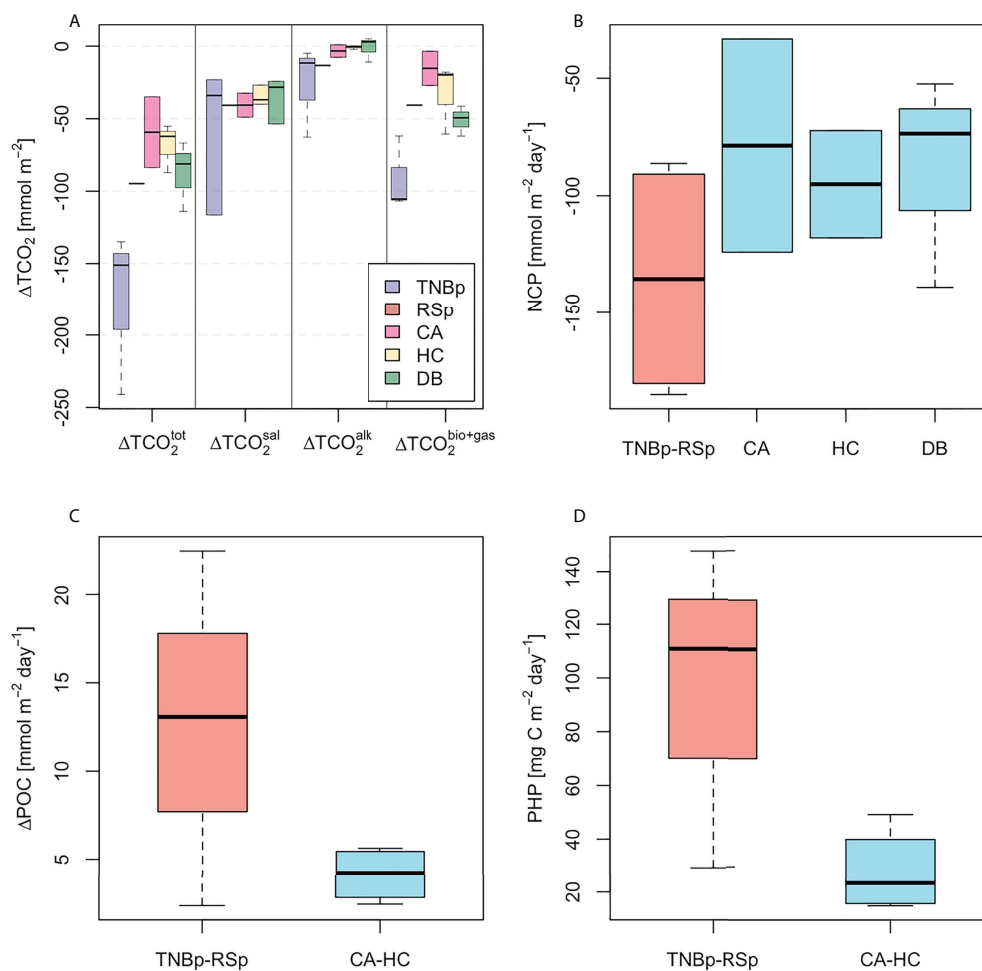 A
ΔTCO₂ [mmol m⁻²]
0
-50
-100
-150
-200
-250
TNBp
RSp
CA
HC
DB
ΔTCO₂ᵗᵒᵗ
ΔTCO₂ˢᵃˡ
ΔTCO₂ᵃˡᵏ
ΔTCO₂ᵇⁱᵒ⁺ᵍᵃˢ
B
NCP [mmol m⁻² day⁻¹]
-50
-100
-150
TNBp-RSp
CA
HC
DB
C
ΔPOC [mmol m⁻² day⁻¹]
20
15
10
5
TNBp-RSp
CA-HC
D
PHP [mg C m⁻² day⁻¹]
140
120
100
80
60
40
20
TNBp-RSp
CA-HC